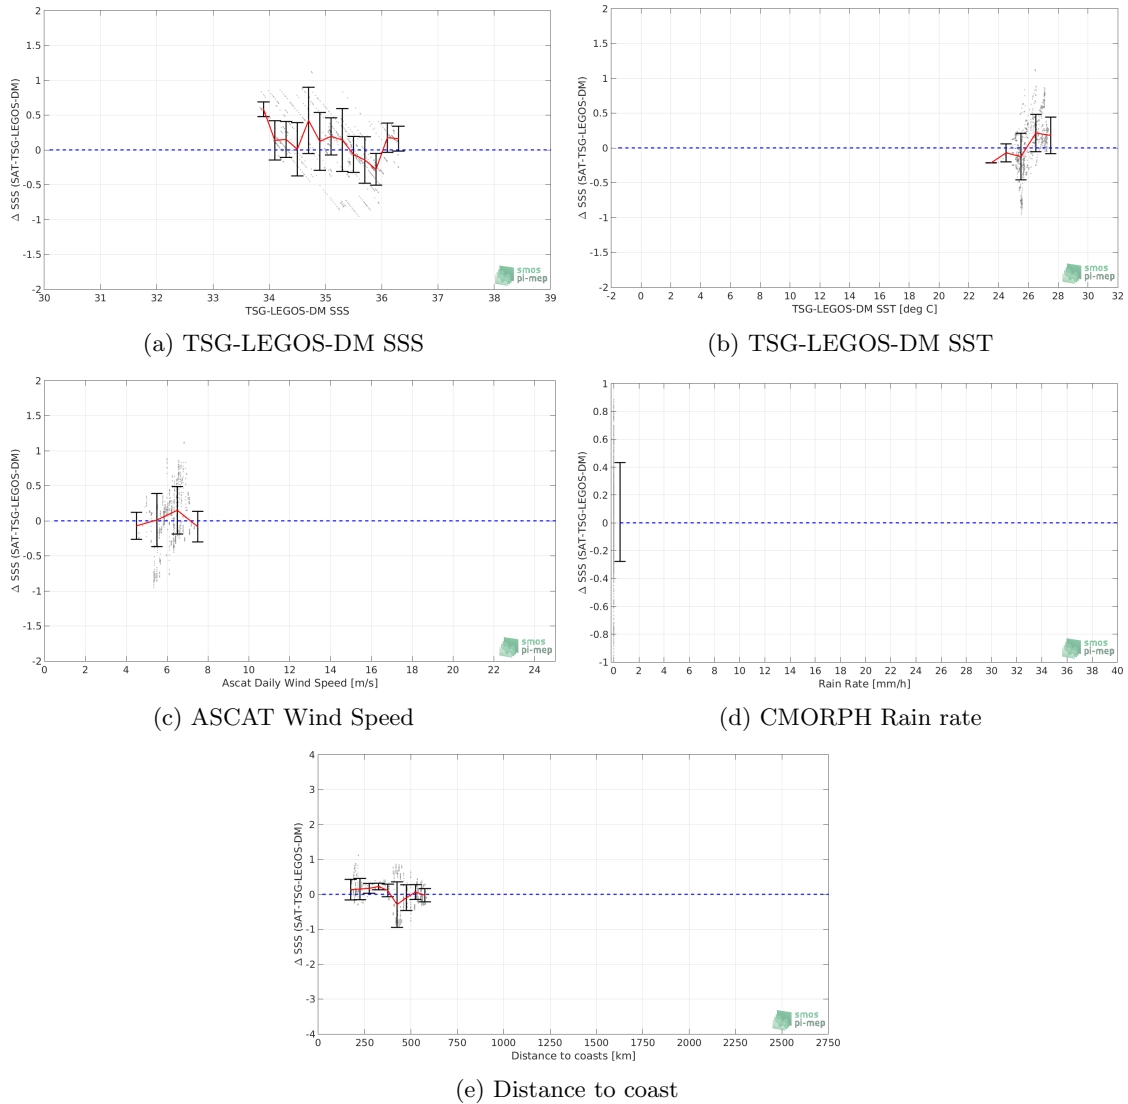 2
1.5
1
0.5
0
-0.5
-1
-1.5
-2
Δ SSS (SAT-TSG-LEGOS-DM)
30 31 32 33 34 35 36 37 38 39
TSG-LEGOS-DM SSS
smos
pi-mep
(a) TSG-LEGOS-DM SSS
2
1.5
1
0.5
0
-0.5
-1
-1.5
-2
Δ SSS (SAT-TSG-LEGOS-DM)
-2 0 2 4 6 8 10 12 14 16 18 20 22 24 26 28 30 32
TSG-LEGOS-DM SST [deg C]
smos
pi-mep
(b) TSG-LEGOS-DM SST
2
1.5
1
0.5
0
-0.5
-1
-1.5
-2
Δ SSS (SAT-TSG-LEGOS-DM)
0 2 4 6 8 10 12 14 16 18 20 22 24
Ascat Daily Wind Speed [m/s]
smos
pi-mep
(c) ASCAT Wind Speed
1
0.8
0.6
0.4
0.2
0
-0.2
-0.4
-0.6
-0.8
-1
Δ SSS (SAT-TSG-LEGOS-DM)
0 2 4 6 8 10 12 14 16 18 20 22 24 26 28 30 32 34 36 38 40
Rain Rate [mm/h]
smos
pi-mep
(d) CMORPH Rain rate
4
3
2
1
0
-1
-2
-3
-4
Δ SSS (SAT-TSG-LEGOS-DM)
0 250 500 750 1000 1250 1500 1750 2000 2250 2500 2750
Distance to coasts [km]
smos
pi-mep
(e) Distance to coast